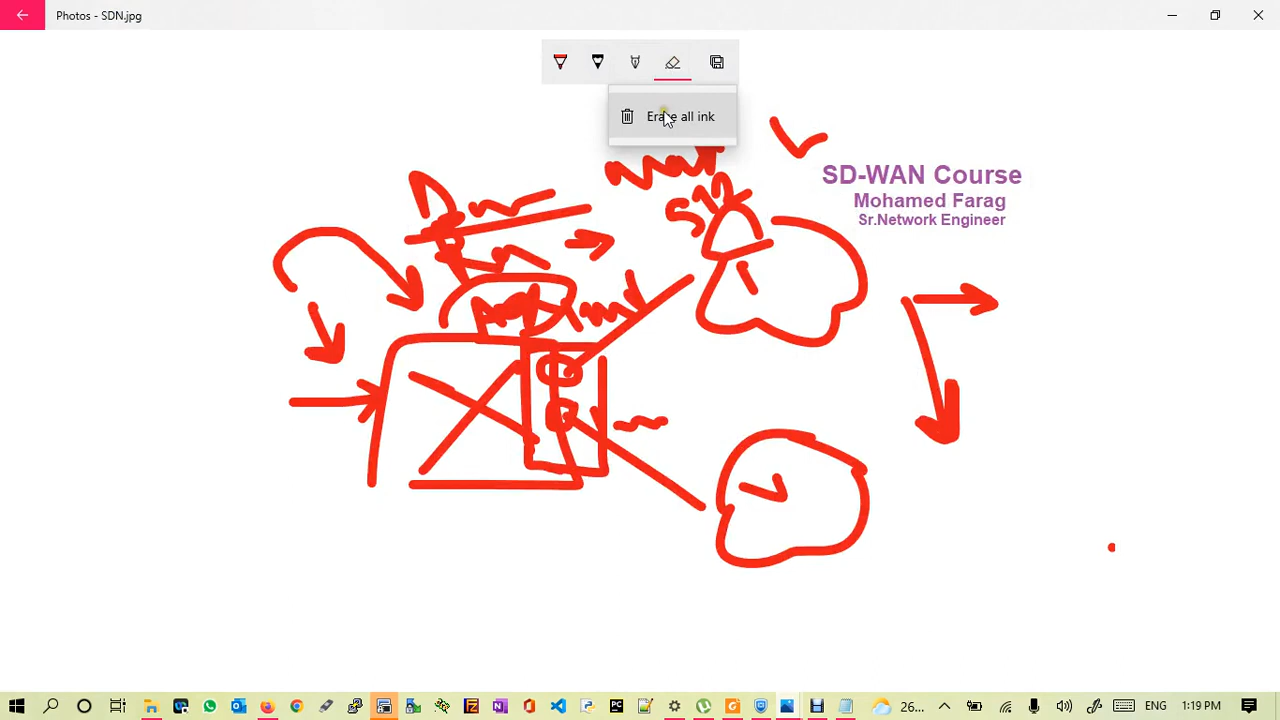 Photos - SDN.jpg
Erase all ink
SD-WAN Course
Mohamed Farag
Sr.Network Engineer
26...
ENG
1:19 PM